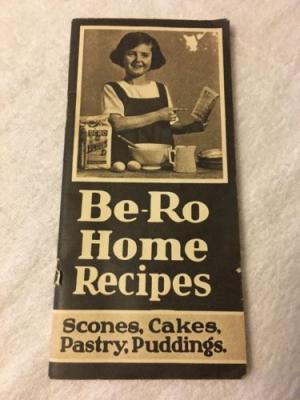 Be-Ro
Home
Recipes
Scones, Cakes,
Pastry, Puddings.